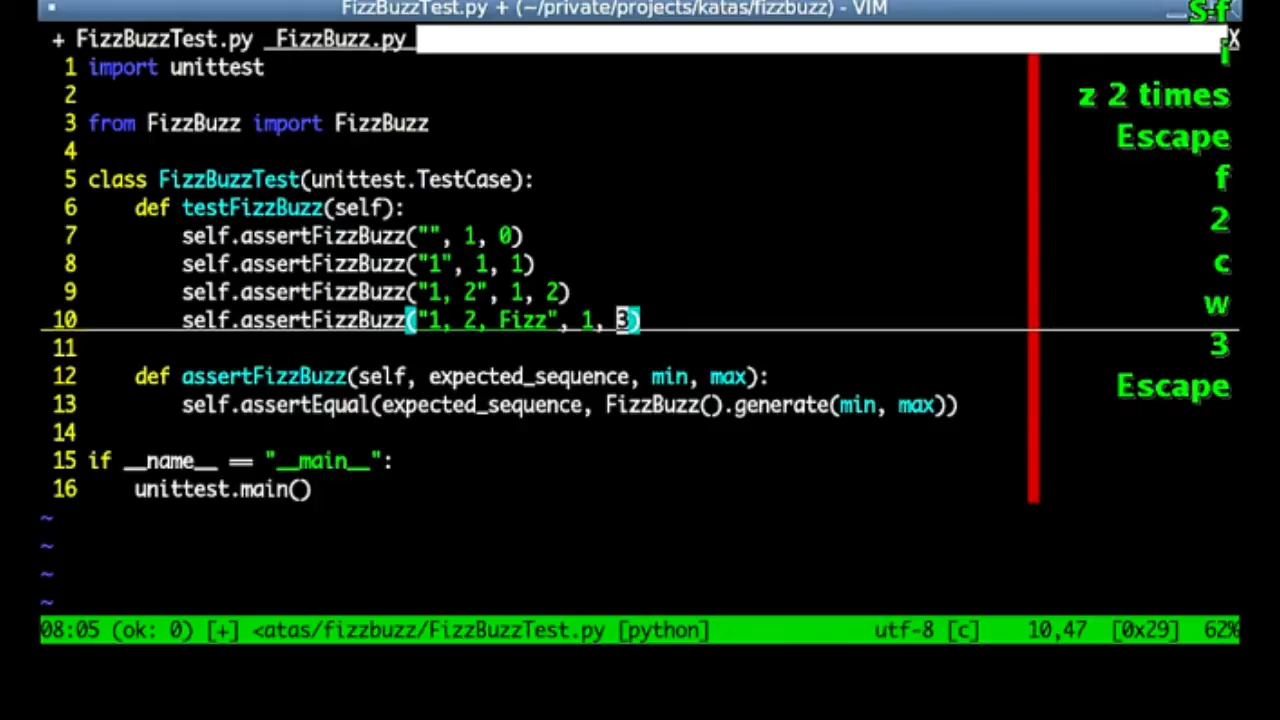 FizzBuzzTest.py + (~/private/projects/katas/fizzbuzz) - VIM
+ FizzBuzzTest.py  FizzBuzz.py X
1 import unittest
2
3 from FizzBuzz import FizzBuzz
4
5 class FizzBuzzTest(unittest.TestCase):
6     def testFizzBuzz(self):
7         self.assertFizzBuzz("", 1, 0)
8         self.assertFizzBuzz("1", 1, 1)
9         self.assertFizzBuzz("1, 2", 1, 2)
10         self.assertFizzBuzz("1, 2, Fizz", 1, 3)
11
12     def assertFizzBuzz(self, expected_sequence, min, max):
13         self.assertEqual(expected_sequence, FizzBuzz().generate(min, max))
14
15 if __name__ == "__main__":
16     unittest.main()
~
~
~
~
08:05 (ok: 0) [+] <atas/fizzbuzz/FizzBuzzTest.py [python] utf-8 [c] 10,47 [0x29] 62%
S-f
i
z 2 times
Escape
f
2
c
w
3
Escape